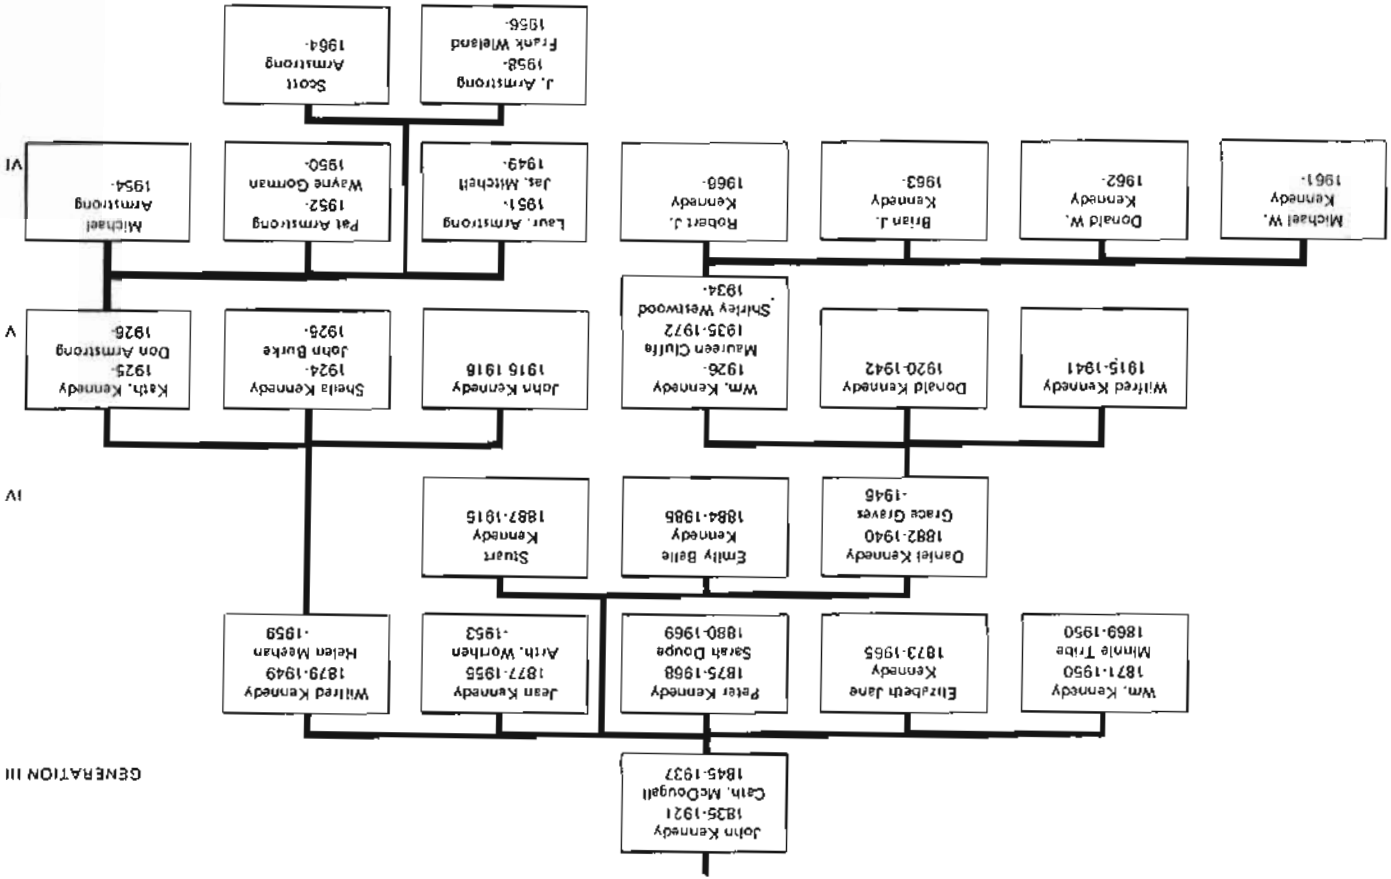 John Kennedy
1835-1921
Cath. McDougall
1845-1937
GENERATION III
Wm. Kennedy
1871-1950
Minnie Tribe
1869-1950
Elizabeth Jane
Kennedy
1873-1965
Peter Kennedy
1875-1968
Sarah Doupe
1880-1969
Jean Kennedy
1877-1955
Arth. Worthen
-1953
Wilfred Kennedy
1879-1949
Helen Meehan
-1959
Daniel Kennedy
1882-1940
Grace Graves
-1946
Emily Belle
Kennedy
1884-1985
Stuart
Kennedy
1887-1915
IV
Wilfred Kennedy
1915-1941
Donald Kennedy
1920-1942
Wm. Kennedy
1926-
Maureen Cluffe
1935-1972
Shirley Westwood
1934-
John Kennedy
1916 1918
Sheila Kennedy
1924-
John Burke
1925-
Kath. Kennedy
1925-
Don Armstrong
1926-
V
Michael W.
Kennedy
1961-
Donald W.
Kennedy
1962-
Brian J.
Kennedy
1963-
Robert J.
Kennedy
1966-
Laur. Armstrong
1951-
Jas. Mitchell
1949-
Pat Armstrong
1952-
Wayne Gorman
1950-
Michael
Armstrong
1954-
VI
J. Armstrong
1958-
Frank Wieland
1956-
Scott
Armstrong
1964-